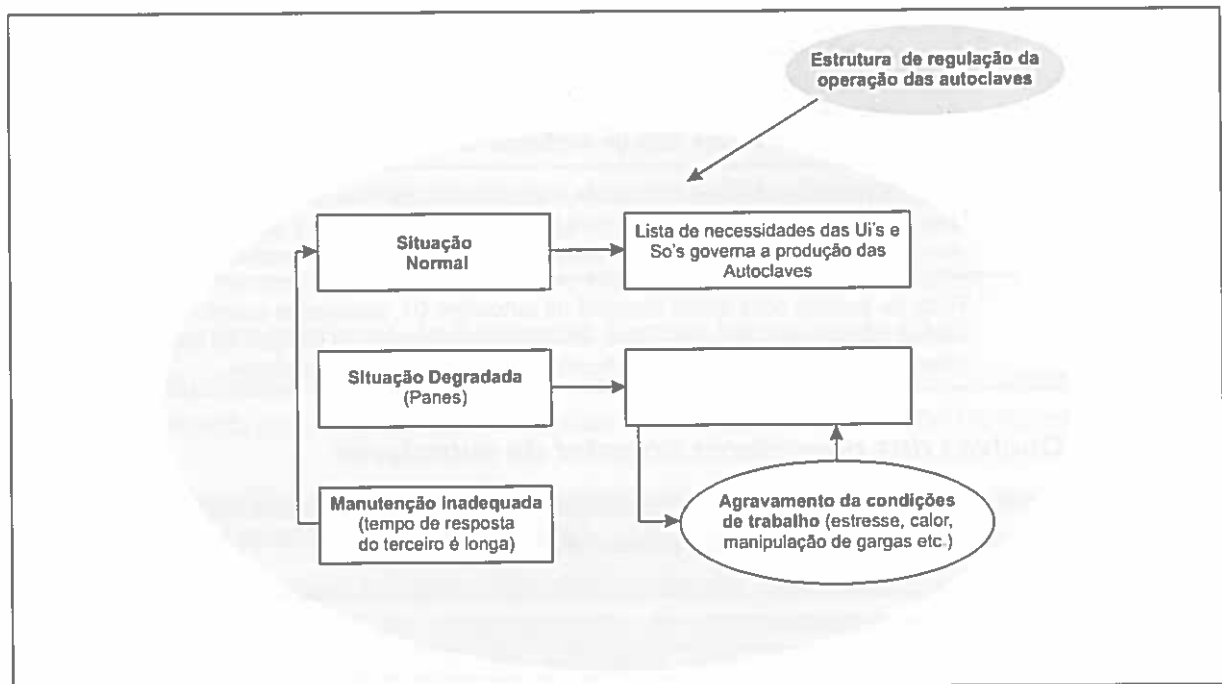 Estrutura de regulação da
operação das autoclaves
Situação
Normal
Lista de necessidades das Ui's e
So's governa a produção das
Autoclaves
Situação Degradada
(Panes)
Manutenção inadequada
(tempo de resposta
do terceiro é longa)
Agravamento da condições
de trabalho (estresse, calor,
manipulação de gargas etc.)